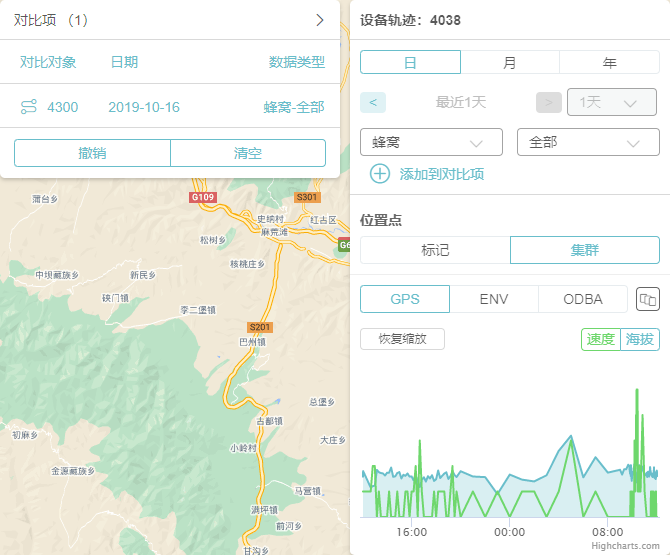 对比项 （1）
对比对象 日期 数据类型
4300 2019-10-16 蜂窝-全部
撤销 清空
设备轨迹：4038
日 月 年
< 最近1天 > 1天
蜂窝 全部
添加到对比项
位置点
标记 集群
GPS ENV ODBA
恢复缩放 速度 海拔
16:00 00:00 08:00
Highcharts.com
蒲台乡
G109
S301
史纳村
红古区
麻荒滩
松树乡
G6
核桃庄乡
中坝藏族乡
新民乡
硖门镇
李二堡镇
S201
巴州镇
总堡乡
古鄯镇
初麻乡
大庄乡
小岭村
金源藏族乡
马营镇
满坪镇
前河乡
甘沟乡